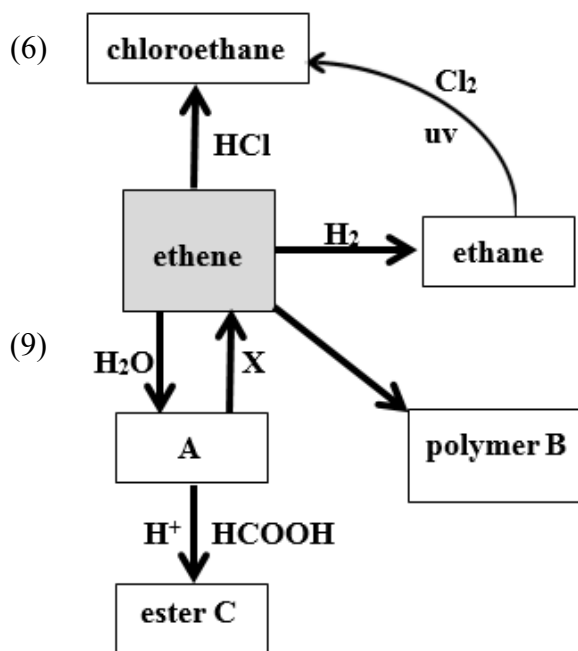 (6)
chloroethane
Cl₂
HCl
uv
ethene
H₂
ethane
(9)
H₂O
X
A
polymer B
H⁺ HCOOH
ester C